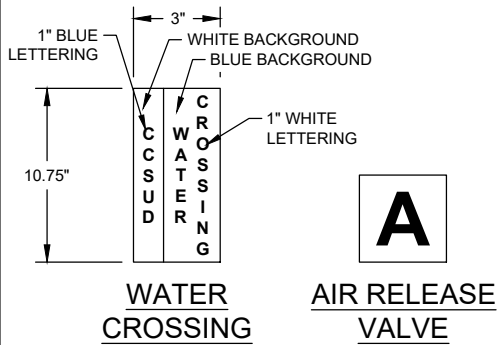 3"
1" BLUE
LETTERING
WHITE BACKGROUND
BLUE BACKGROUND
1" WHITE
LETTERING
10.75"
CCSUD
WATER
CROSSING
A
WATER
CROSSING
AIR RELEASE
VALVE